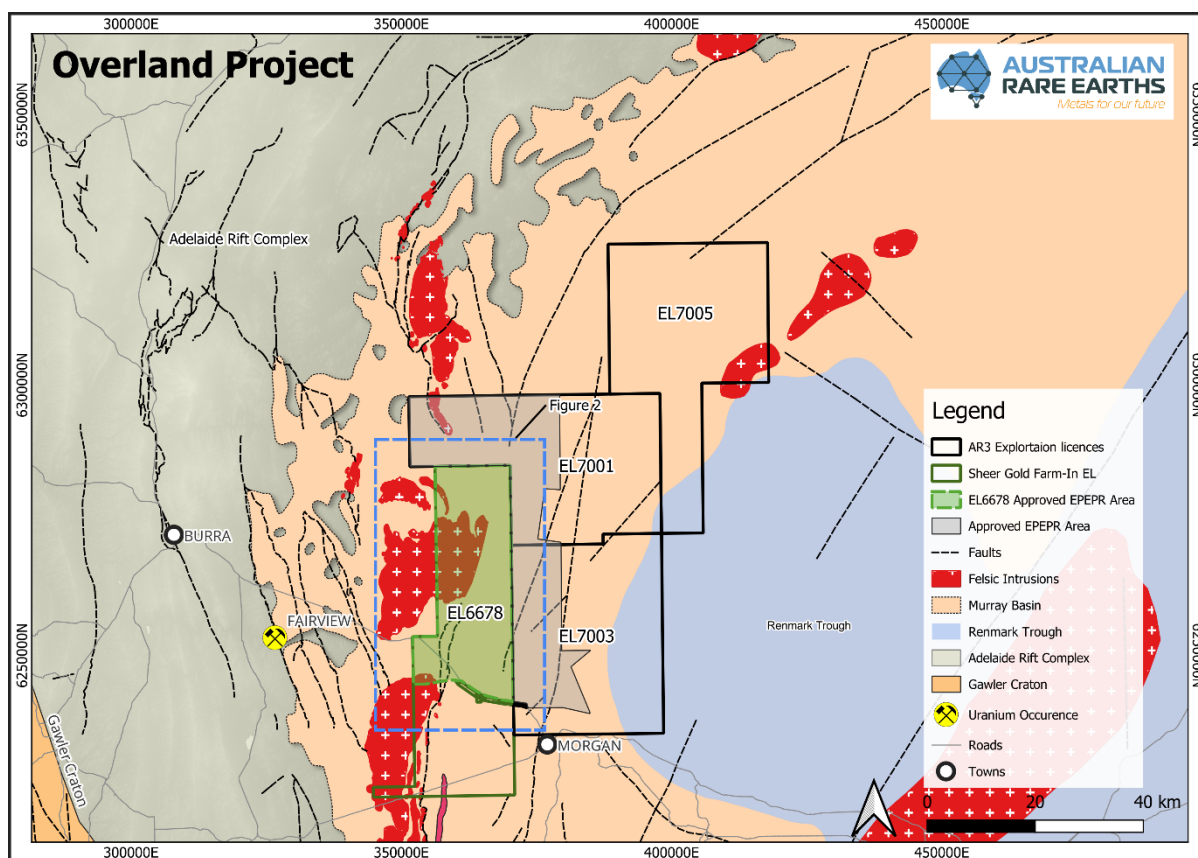 300000E 350000E 400000E 450000E
Overland Project
AUSTRALIAN
RARE EARTHS
Metals for our future
6350000N
6350000N
Adelaide Rift Complex
EL7005
6300000N
6300000N
Figure 2
EL7001
BURRA
EL6678
FAIRVIEW
EL7003
Renmark Trough
6250000N
6250000N
MORGAN
Gawler Craton
Legend
AR3 Explortaion licences
Sheer Gold Farm-In EL
EL6678 Approved EPEPR Area
Approved EPEPR Area
Faults
Felsic Intrusions
Murray Basin
Renmark Trough
Adelaide Rift Complex
Gawler Craton
Uranium Occurence
Roads
Towns
0 20 40 km
300000E 350000E 400000E 450000E